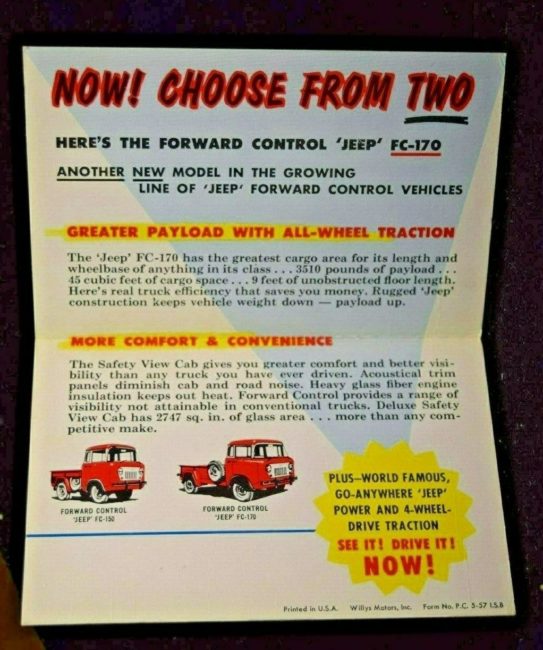 NOW! CHOOSE FROM TWO
HERE'S THE FORWARD CONTROL 'JEEP' FC-170
ANOTHER NEW MODEL IN THE GROWING
LINE OF 'JEEP' FORWARD CONTROL VEHICLES
GREATER PAYLOAD WITH ALL-WHEEL TRACTION
The 'Jeep' FC-170 has the greatest cargo area for its length and
wheelbase of anything in its class . . . 3510 pounds of payload . . .
45 cubic feet of cargo space . . . 9 feet of unobstructed floor length.
Here's real truck efficiency that saves you money. Rugged 'Jeep'
construction keeps vehicle weight down — payload up.
MORE COMFORT & CONVENIENCE
The Safety View Cab gives you greater comfort and better visi-
bility than any truck you have ever driven. Acoustical trim
panels diminish cab and road noise. Heavy glass fiber engine
insulation keeps out heat. Forward Control provides a range of
visibility not attainable in conventional trucks. Deluxe Safety
View Cab has 2747 sq. in. of glass area . . . more than any com-
petitive make.
FORWARD CONTROL
'JEEP' FC-150
FORWARD CONTROL
'JEEP' FC-170
PLUS—WORLD FAMOUS,
GO-ANYWHERE 'JEEP'
POWER AND 4-WHEEL-
DRIVE TRACTION
SEE IT! DRIVE IT!
NOW!
Printed in U.S.A. Willys Motors, Inc. Form No. P.C. 5-57 I.S.B